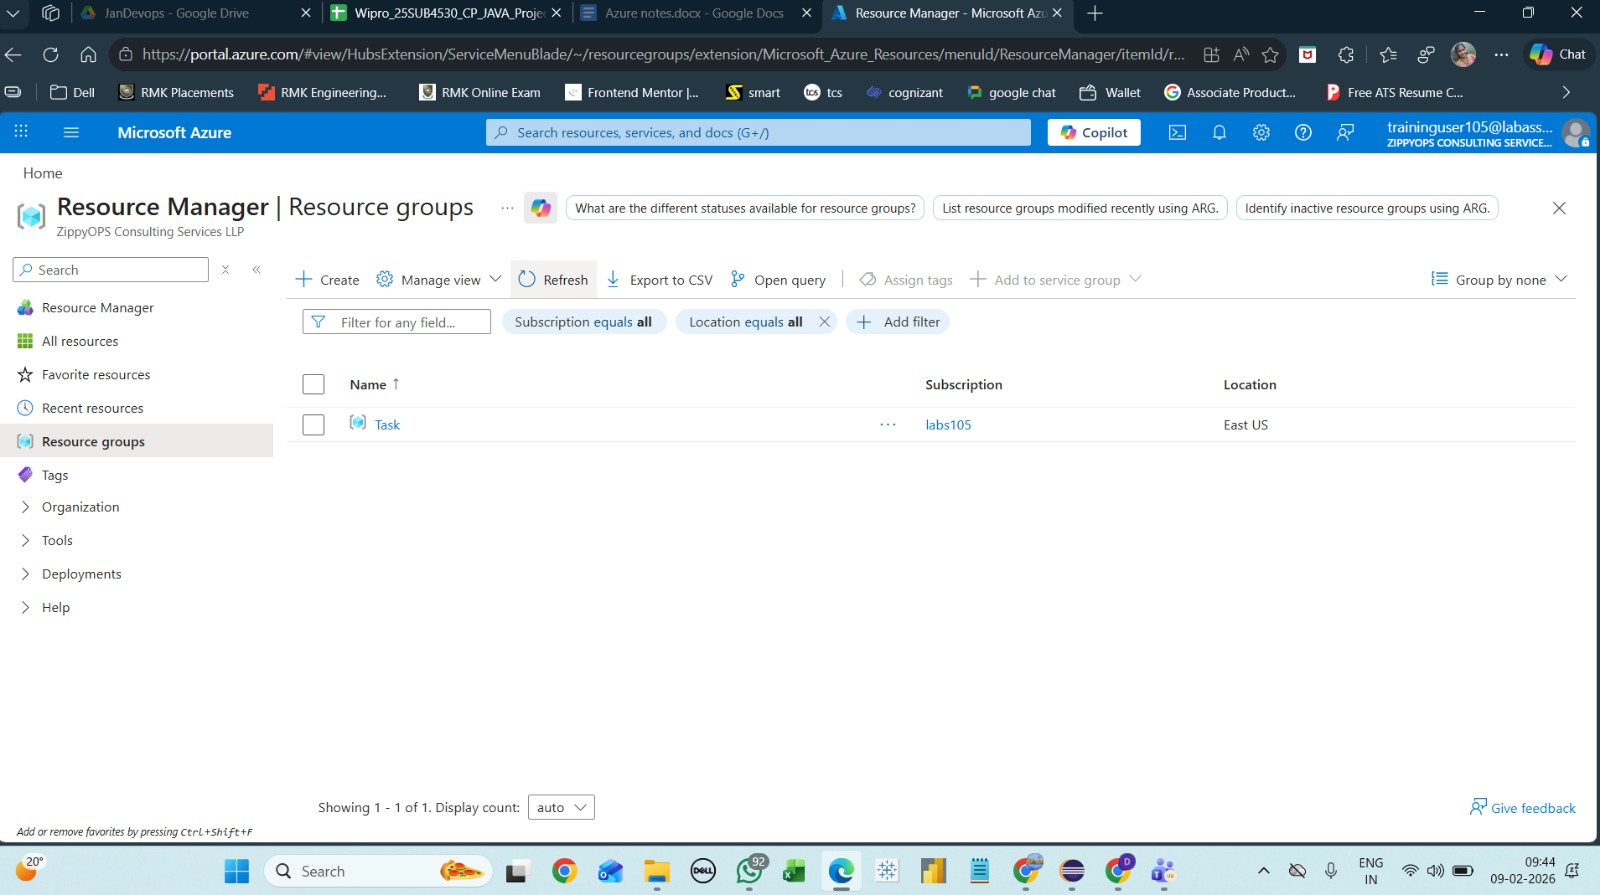 JanDevops - Google Drive
Wipro_25SUB4530_CP_JAVA_Projec
Azure notes.docx - Google Docs
Resource Manager - Microsoft Azu
https://portal.azure.com/#view/HubsExtension/ServiceMenuBlade/~/resourcegroups/extension/Microsoft_Azure_Resources/menuId/ResourceManager/itemId/r...
Chat
Dell
RMK Placements
RMK Engineering...
RMK Online Exam
Frontend Mentor |...
smart
tcs
cognizant
google chat
Wallet
Associate Product...
Free ATS Resume C...
Microsoft Azure
Search resources, services, and docs (G+/)
Copilot
traininguser105@labass...
ZIPPYOPS CONSULTING SERVICE...
Home
Resource Manager | Resource groups
ZippyOPS Consulting Services LLP
What are the different statuses available for resource groups?
List resource groups modified recently using ARG.
Identify inactive resource groups using ARG.
Search
Create
Manage view
Refresh
Export to CSV
Open query
Assign tags
Add to service group
Group by none
Resource Manager
All resources
Favorite resources
Recent resources
Resource groups
Tags
Organization
Tools
Deployments
Help
Filter for any field...
Subscription equals all
Location equals all
Add filter
Name ↑
Subscription
Location
Task
labs105
East US
Showing 1 - 1 of 1. Display count:
auto
Give feedback
Add or remove favorites by pressing Ctrl+Shift+F
20°
Search
DELL
92
ENG
IN
09:44
09-02-2026